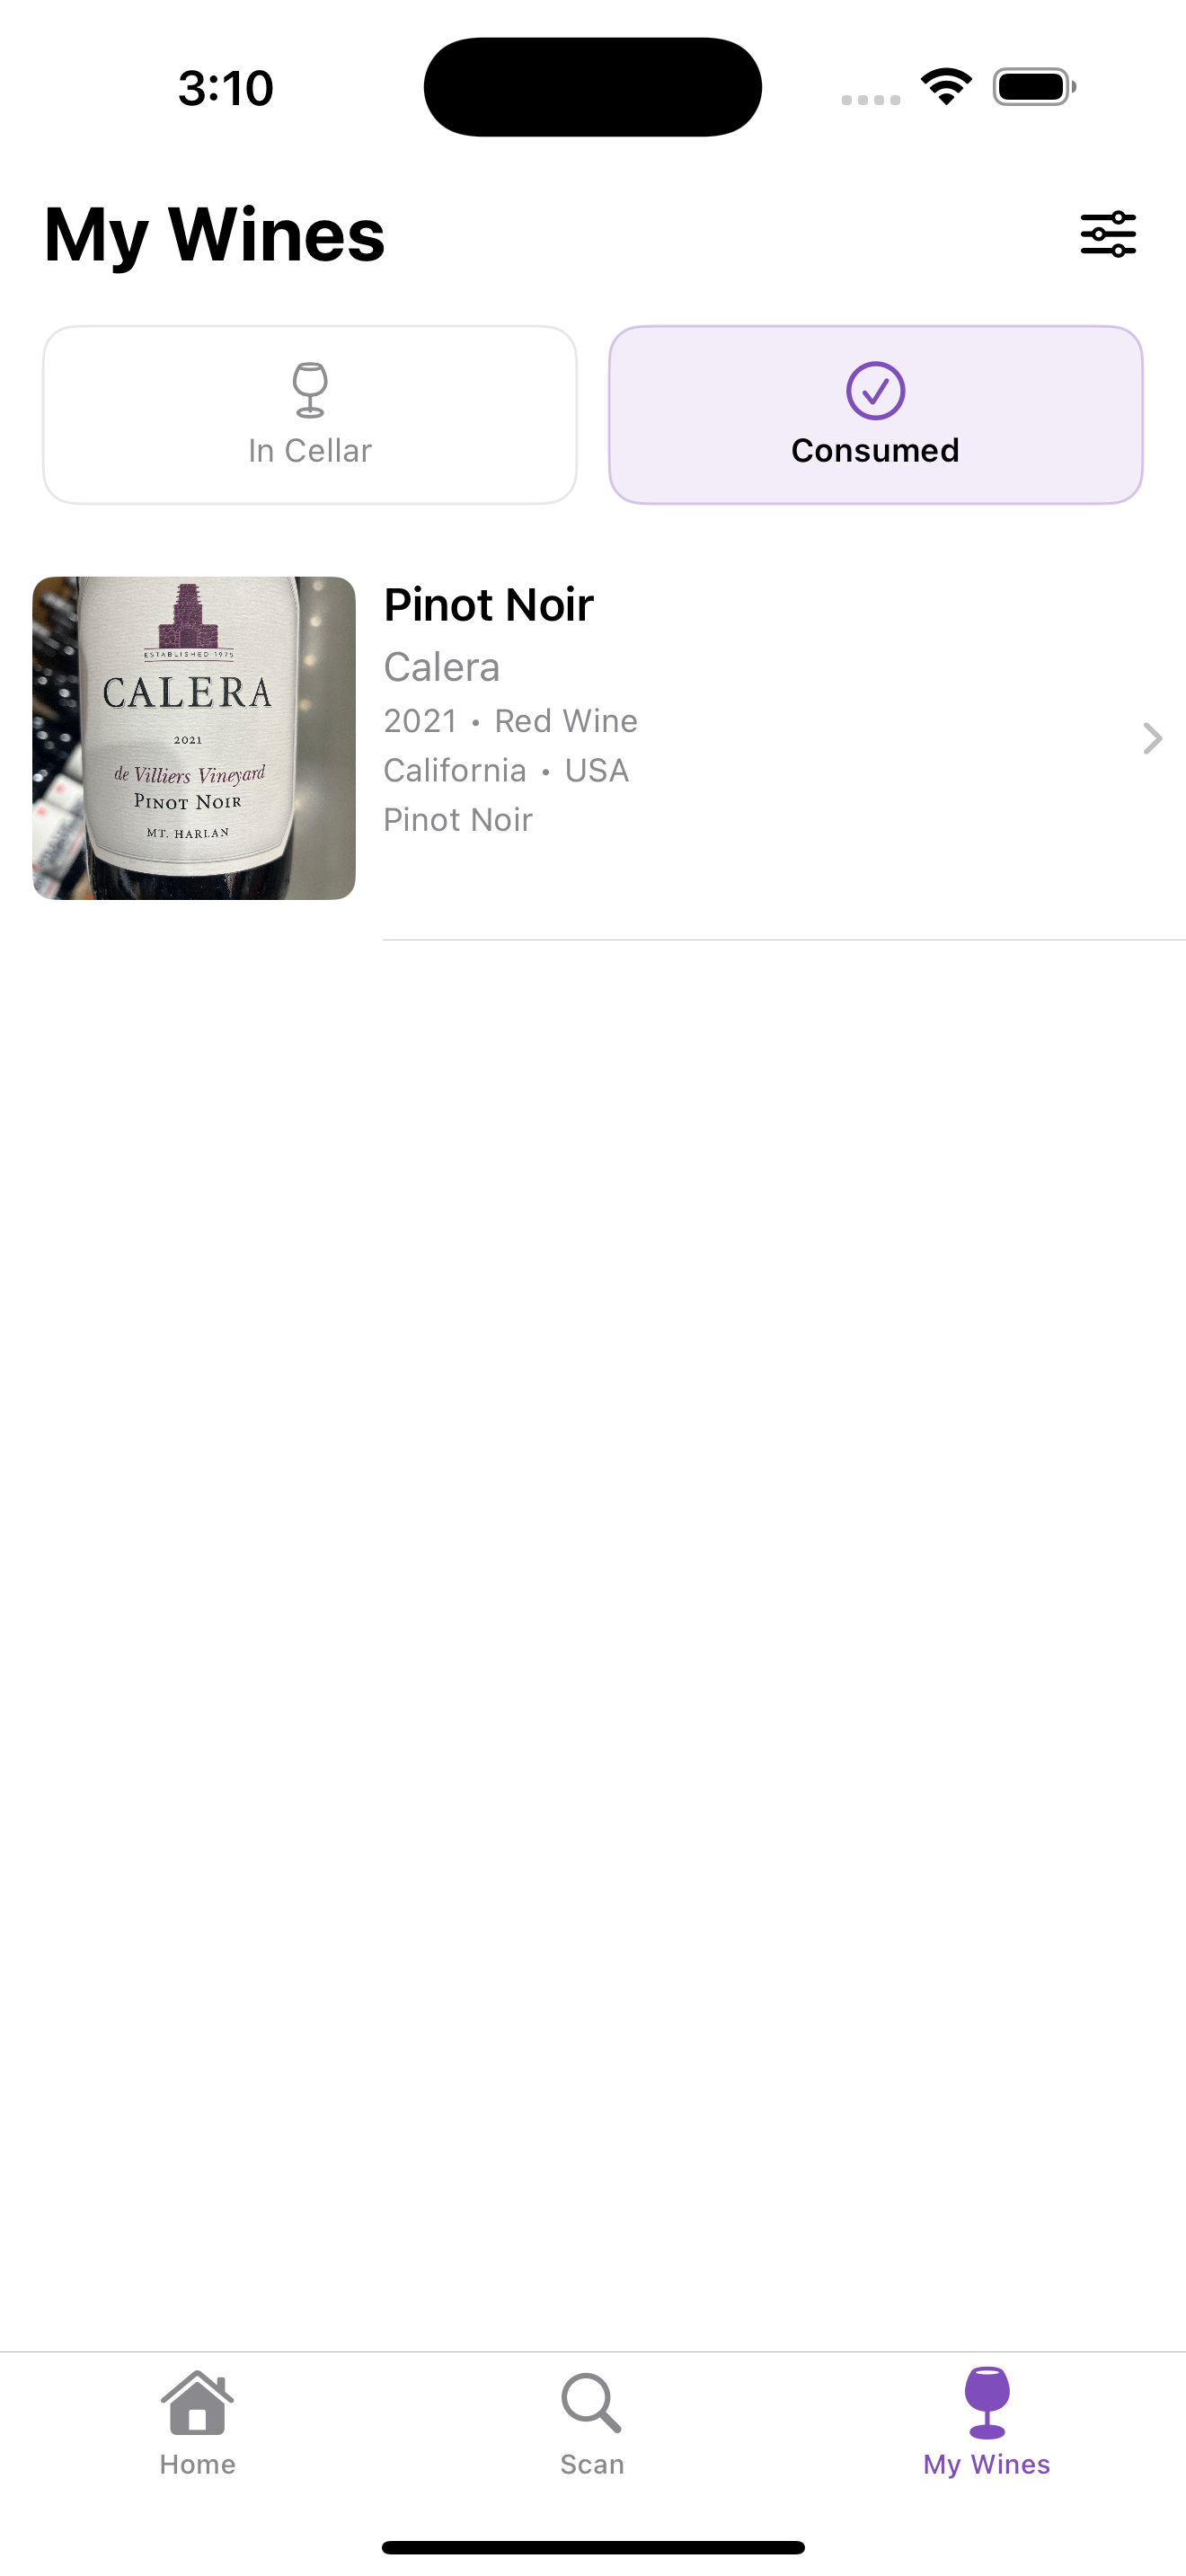 3:10
My Wines
In Cellar
Consumed
ESTABLISHED 1975
CALERA
2021
de Villiers Vineyard
PINOT NOIR
MT. HARLAN
Pinot Noir
Calera
2021 • Red Wine
California • USA
Pinot Noir
Home
Scan
My Wines